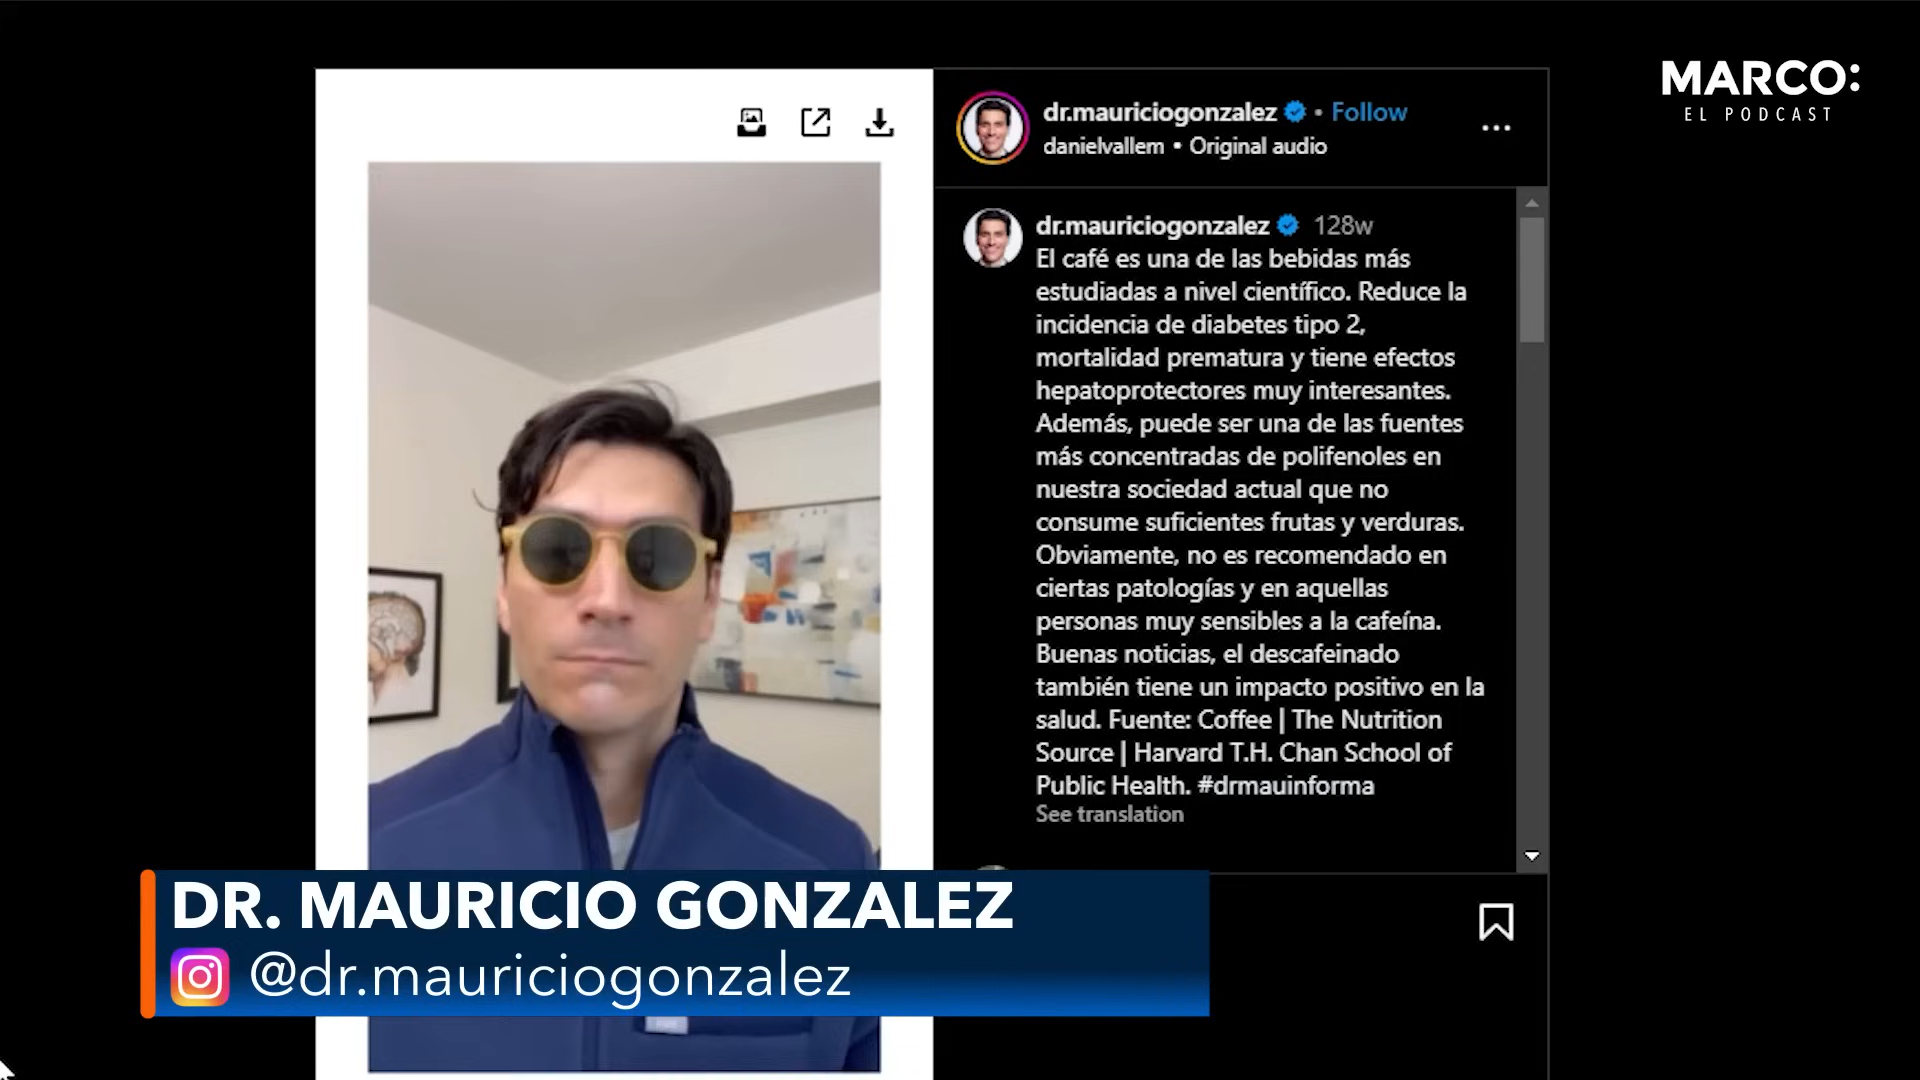 MARCO:
EL PODCAST
dr.mauriciogonzalez • Follow
danielvallem • Original audio
dr.mauriciogonzalez 128w
El café es una de las bebidas más
estudiadas a nivel científico. Reduce la
incidencia de diabetes tipo 2,
mortalidad prematura y tiene efectos
hepatoprotectores muy interesantes.
Además, puede ser una de las fuentes
más concentradas de polifenoles en
nuestra sociedad actual que no
consume suficientes frutas y verduras.
Obviamente, no es recomendado en
ciertas patologías y en aquellas
personas muy sensibles a la cafeína.
Buenas noticias, el descafeinado
también tiene un impacto positivo en la
salud. Fuente: Coffee | The Nutrition
Source | Harvard T.H. Chan School of
Public Health. #drmauinforma
See translation
DR. MAURICIO GONZALEZ
@dr.mauriciogonzalez